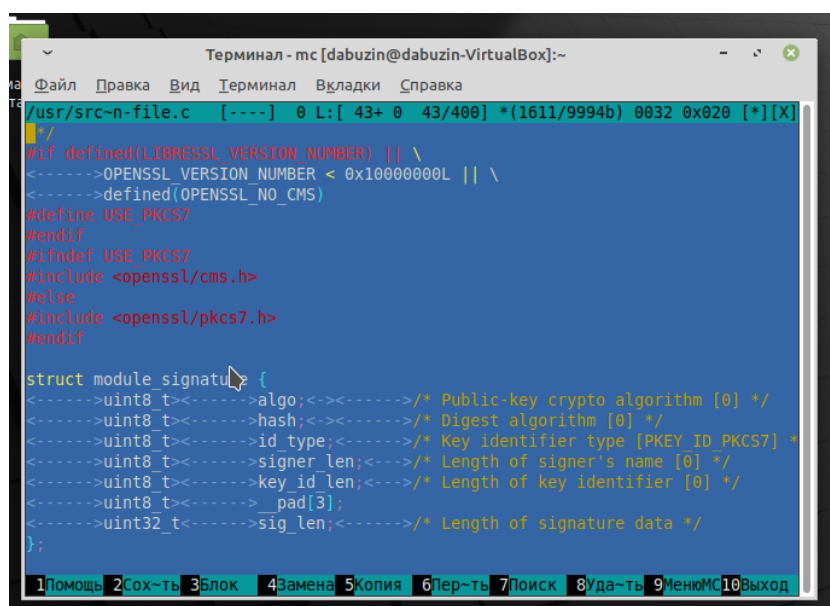 Терминал - mc [dabuzin@dabuzin-VirtualBox]:~
Файл Правка Вид Терминал Вкладки Справка
/usr/src~n-file.c [----] 0 L:[ 43+ 0 43/400] *(1611/9994b) 0032 0x020 [*][X]
*/
#if defined(LIBRESSL_VERSION_NUMBER) || \
<------>OPENSSL_VERSION_NUMBER < 0x10000000L || \
<------>defined(OPENSSL_NO_CMS)
#define USE_PKCS7
#endif
#ifndef USE_PKCS7
#include <openssl/cms.h>
#else
#include <openssl/pkcs7.h>
#endif
struct module_signature {
<------>uint8_t><------>algo;<-><------>/* Public-key crypto algorithm [0] */
<------>uint8_t><------>hash;<-><------>/* Digest algorithm [0] */
<------>uint8_t><------>id_type;<------>/* Key identifier type [PKEY_ID_PKCS7] *
<------>uint8_t><------>signer_len;<--->/* Length of signer's name [0] */
<------>uint8_t><------>key_id_len;<--->/* Length of key identifier [0] */
<------>uint8_t><------>__pad[3];
<------>uint32_t<------>sig_len;<------>/* Length of signature data */
};
1Помощь 2Сох~ть 3Блок 4Замена 5Копия 6Пер~ть 7Поиск 8Уда~ть 9МенюMC 10Выход